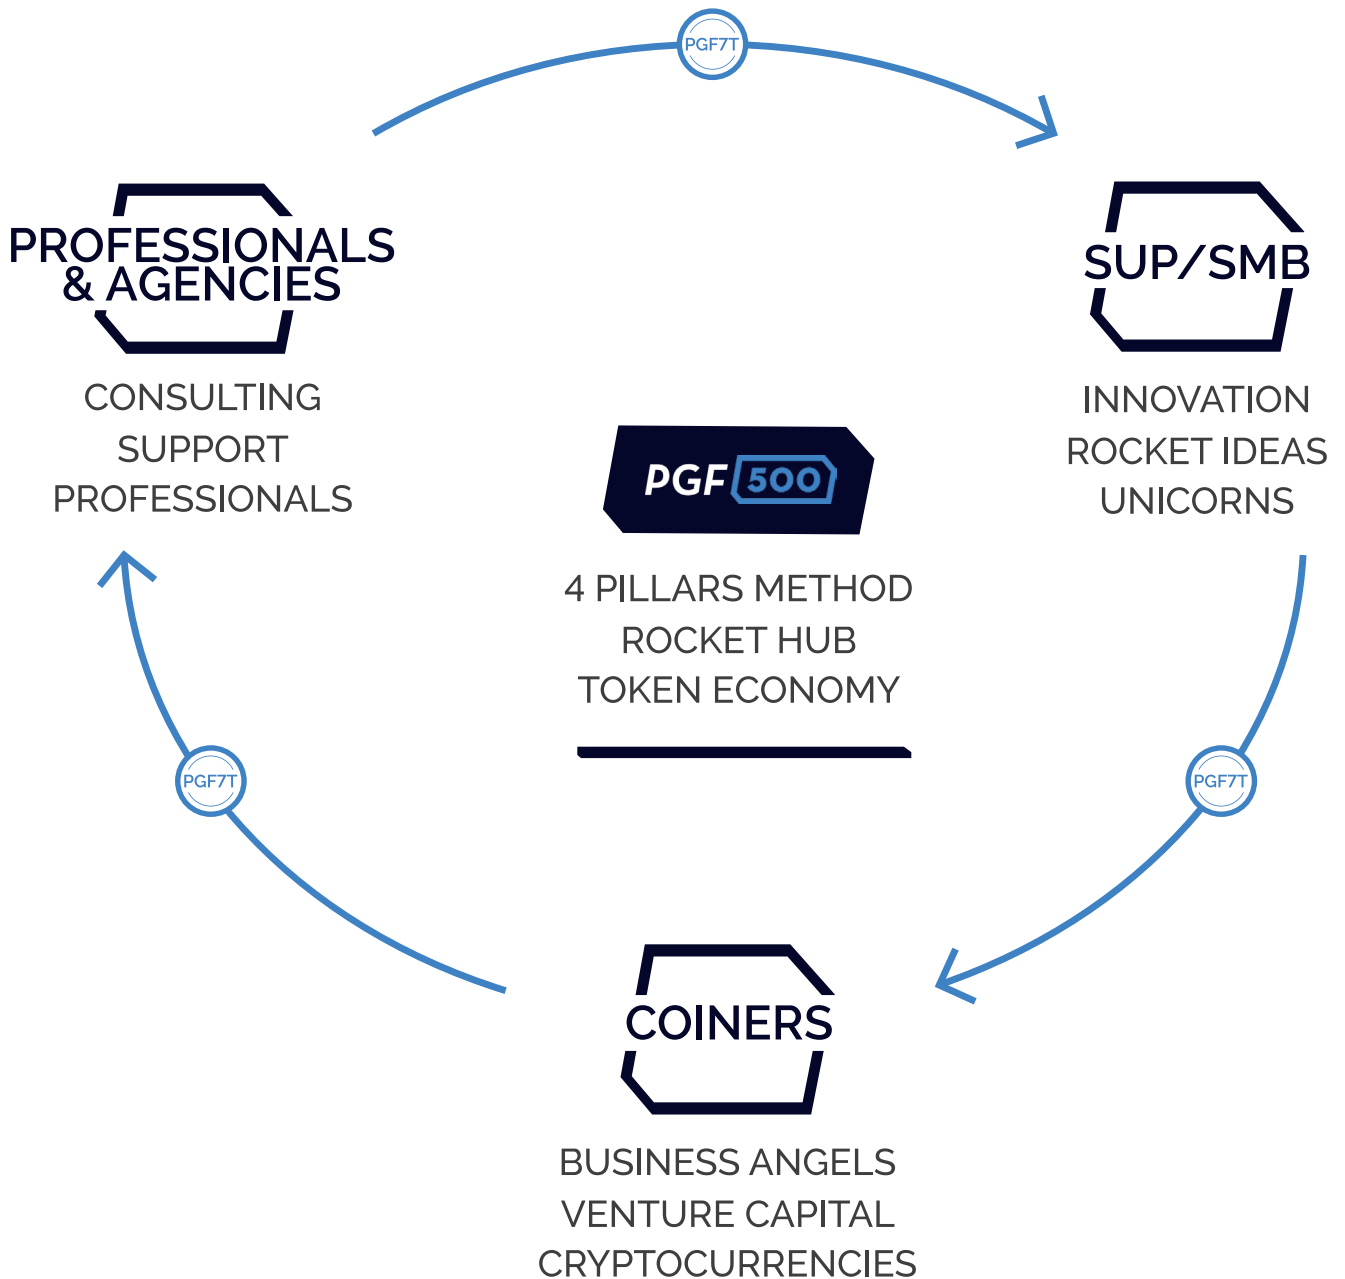 PGF7T
PROFESSIONALS
& AGENCIES
CONSULTING
SUPPORT
PROFESSIONALS
SUP/SMB
INNOVATION
ROCKET IDEAS
UNICORNS
PGF 500
4 PILLARS METHOD
ROCKET HUB
TOKEN ECONOMY
PGF7T
PGF7T
COINERS
BUSINESS ANGELS
VENTURE CAPITAL
CRYPTOCURRENCIES